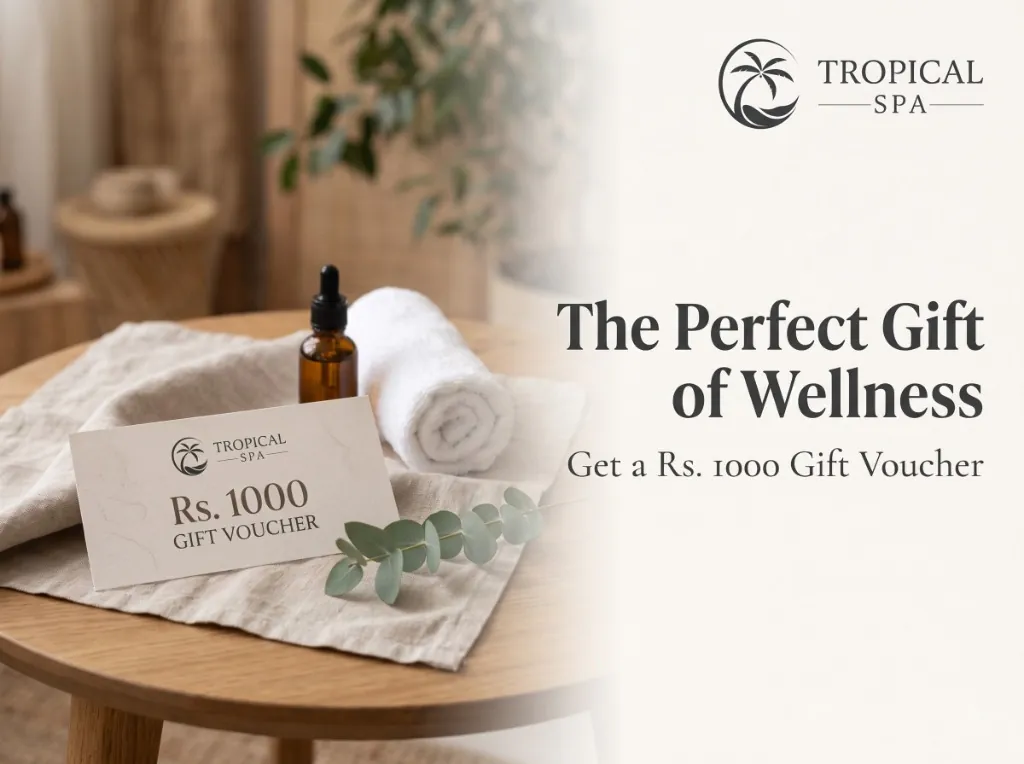 TROPICAL
SPA
The Perfect Gift
of Wellness
Get a Rs. 1000 Gift Voucher
TROPICAL
SPA
Rs. 1000
GIFT VOUCHER